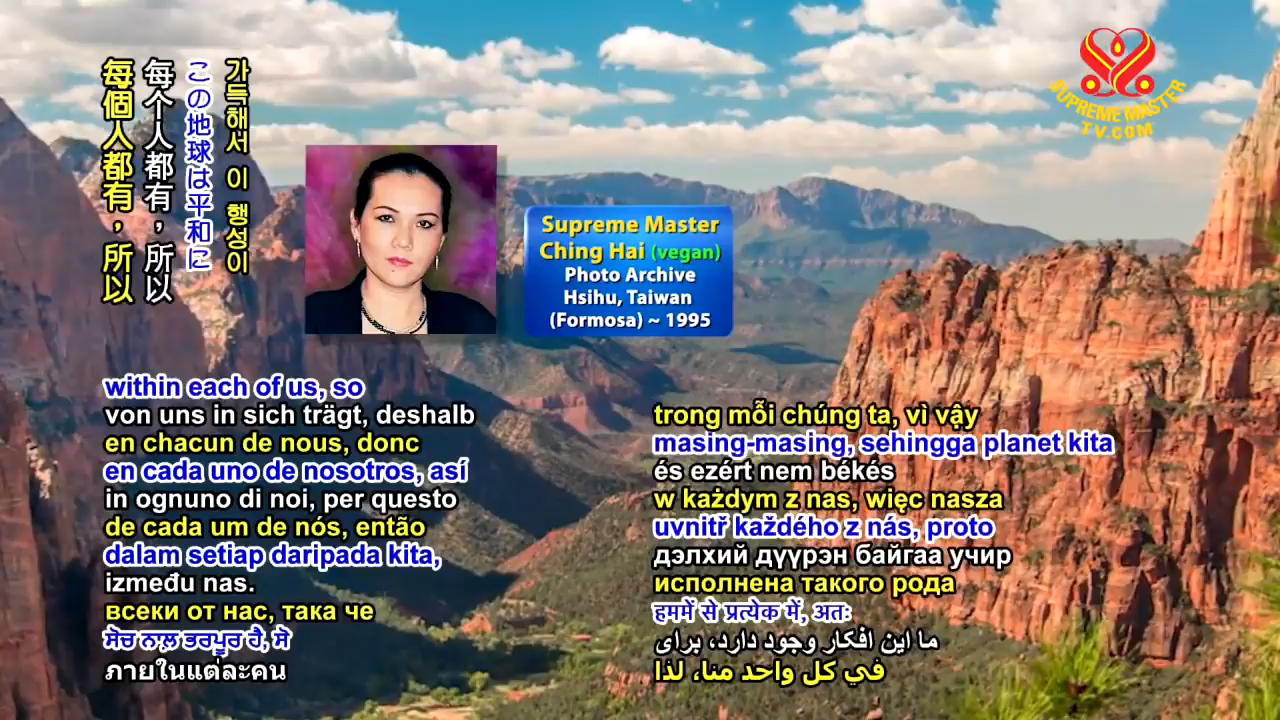 每個人都有，所以
每个人都有，所以
この地球は平和に
가득해서 이 행성이
SUPREME MASTER
TV.COM
Supreme Master
Ching Hai (vegan)
Photo Archive
Hsihu, Taiwan
(Formosa) ~ 1995
within each of us, so
von uns in sich trägt, deshalb
en chacun de nous, donc
en cada uno de nosotros, así
in ognuno di noi, per questo
de cada um de nós, então
dalam setiap daripada kita,
između nas.
всеки от нас, така че
ਸੋਚ ਨਾਲ਼ ਭਰਪੂਰ ਹੈ, ਸੋ
ภายในแต่ละคน
trong mỗi chúng ta, vì vậy
masing-masing, sehingga planet kita
és ezért nem békés
w każdym z nas, więc nasza
uvnitř každého z nás, proto
дэлхий дүүрэн байгаа учир
исполнена такого рода
हममें से प्रत्येक में, अतः
ما این افکار وجود دارد، برای
في كل واحد منا، لذا